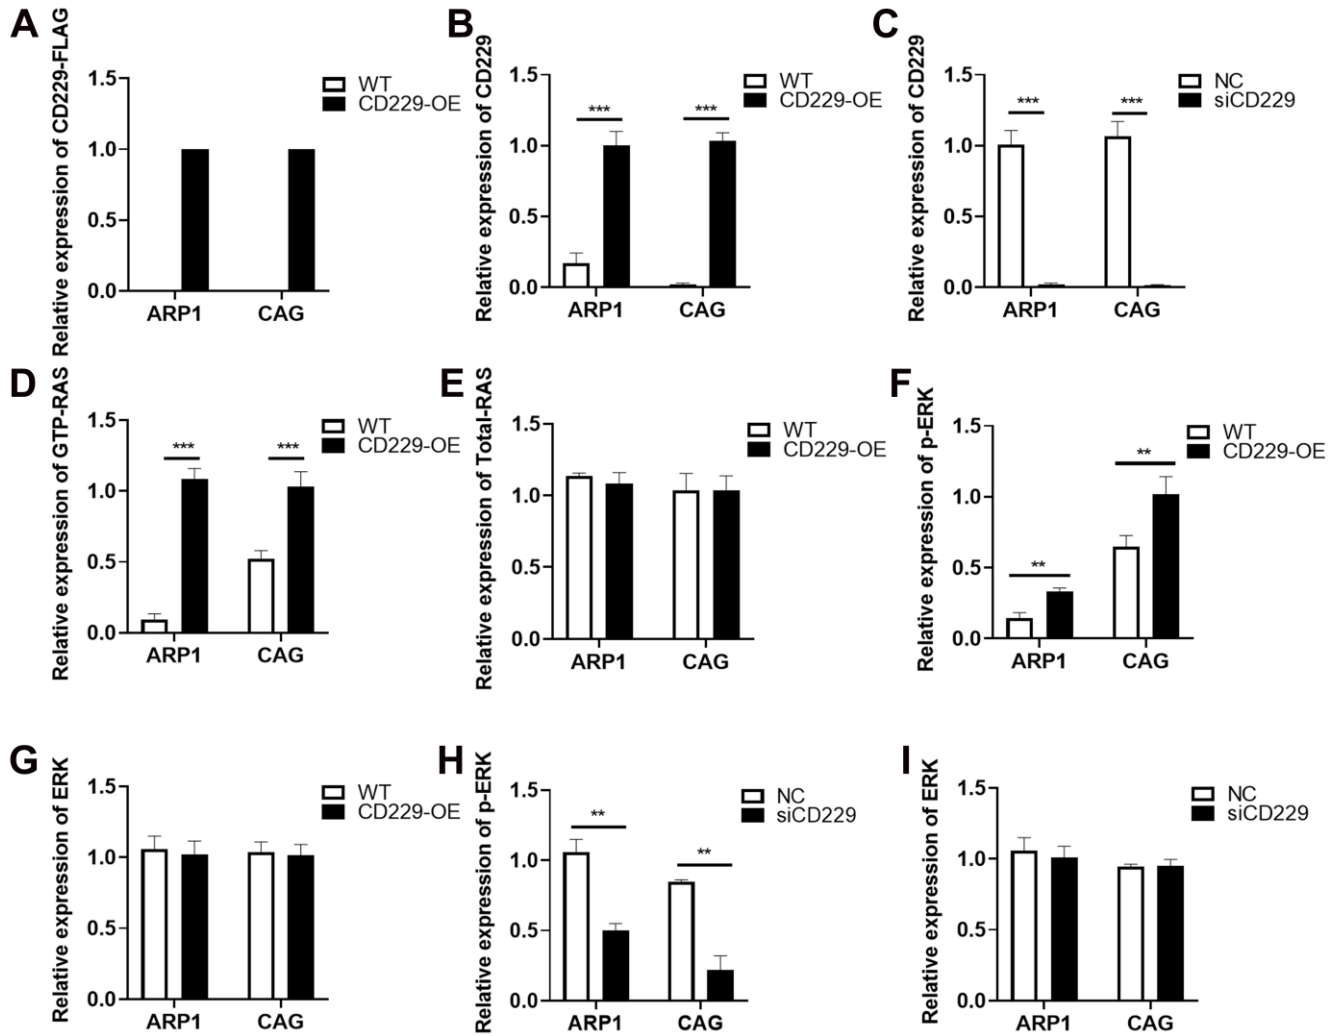 A
Relative expression of CD229-FLAG
1.5
1.0
0.5
0.0
ARP1
CAG
WT
CD229-OE
B
Relative expression of CD229
1.5
1.0
0.5
0.0
***
***
ARP1
CAG
WT
CD229-OE
C
Relative expression of CD229
1.5
1.0
0.5
0.0
***
***
ARP1
CAG
NC
siCD229
D
Relative expression of GTP-RAS
1.5
1.0
0.5
0.0
***
***
ARP1
CAG
WT
CD229-OE
E
Relative expression of Total-RAS
1.5
1.0
0.5
0.0
ARP1
CAG
WT
CD229-OE
F
Relative expression of p-ERK
1.5
1.0
0.5
0.0
**
**
ARP1
CAG
WT
CD229-OE
G
Relative expression of ERK
1.5
1.0
0.5
0.0
ARP1
CAG
WT
CD229-OE
H
Relative expression of p-ERK
1.5
1.0
0.5
0.0
**
**
ARP1
CAG
NC
siCD229
I
Relative expression of ERK
1.5
1.0
0.5
0.0
ARP1
CAG
NC
siCD229